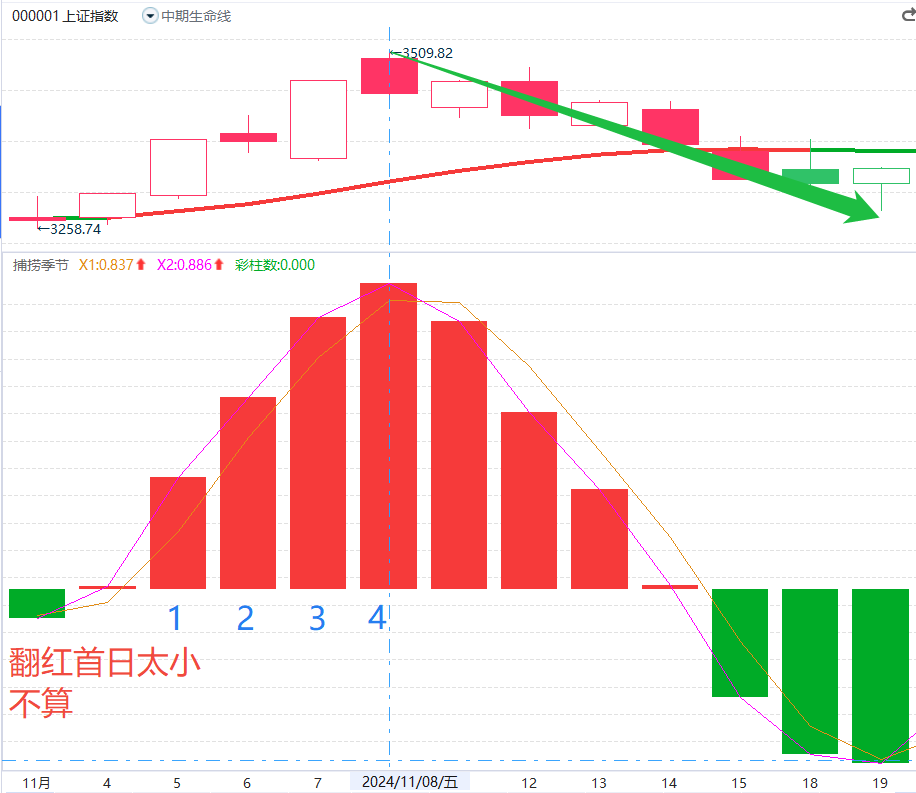 000001 上证指数 中期生命线
←3509.82
←3258.74
捕捞季节 X1:0.837 X2:0.886 彩柱数:0.000
1 2 3 4
翻红首日太小
不算
11月 4 5 6 7 2024/11/08/五 12 13 14 15 18 19